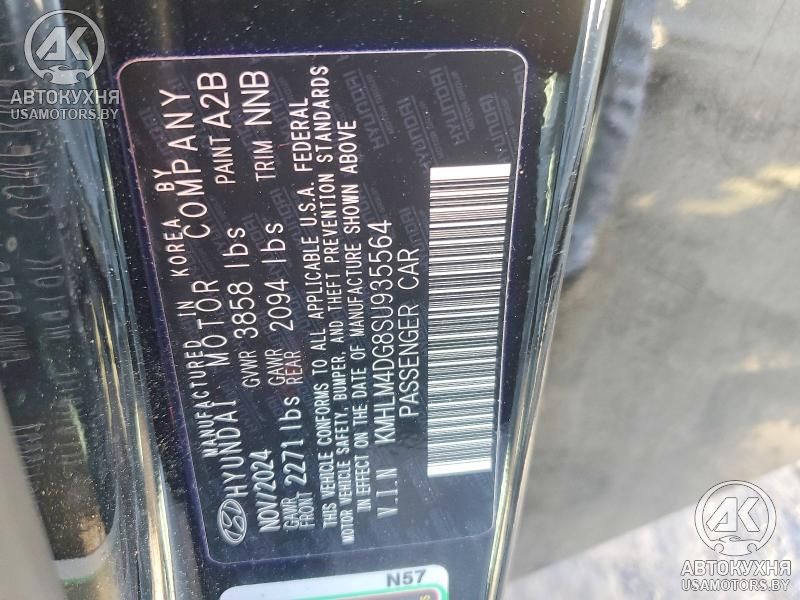 АВТОКУХНЯ
USAMOTORS.BY
MANUFACTURED IN KOREA BY
HYUNDAI MOTOR COMPANY
NOV/2024 GVWR 3858 lbs PAINT A2B
GAWR FRONT 2271 lbs GAWR REAR 2094 lbs TRIM NNB
THIS VEHICLE CONFORMS TO ALL APPLICABLE U.S.A. FEDERAL
MOTOR VEHICLE SAFETY, BUMPER, AND THEFT PREVENTION STANDARDS
IN EFFECT ON THE DATE OF MANUFACTURE SHOWN ABOVE
V.I.N KMHLM4DG8SU935564
PASSENGER CAR
N57
АВТОКУХНЯ
USAMOTORS.BY